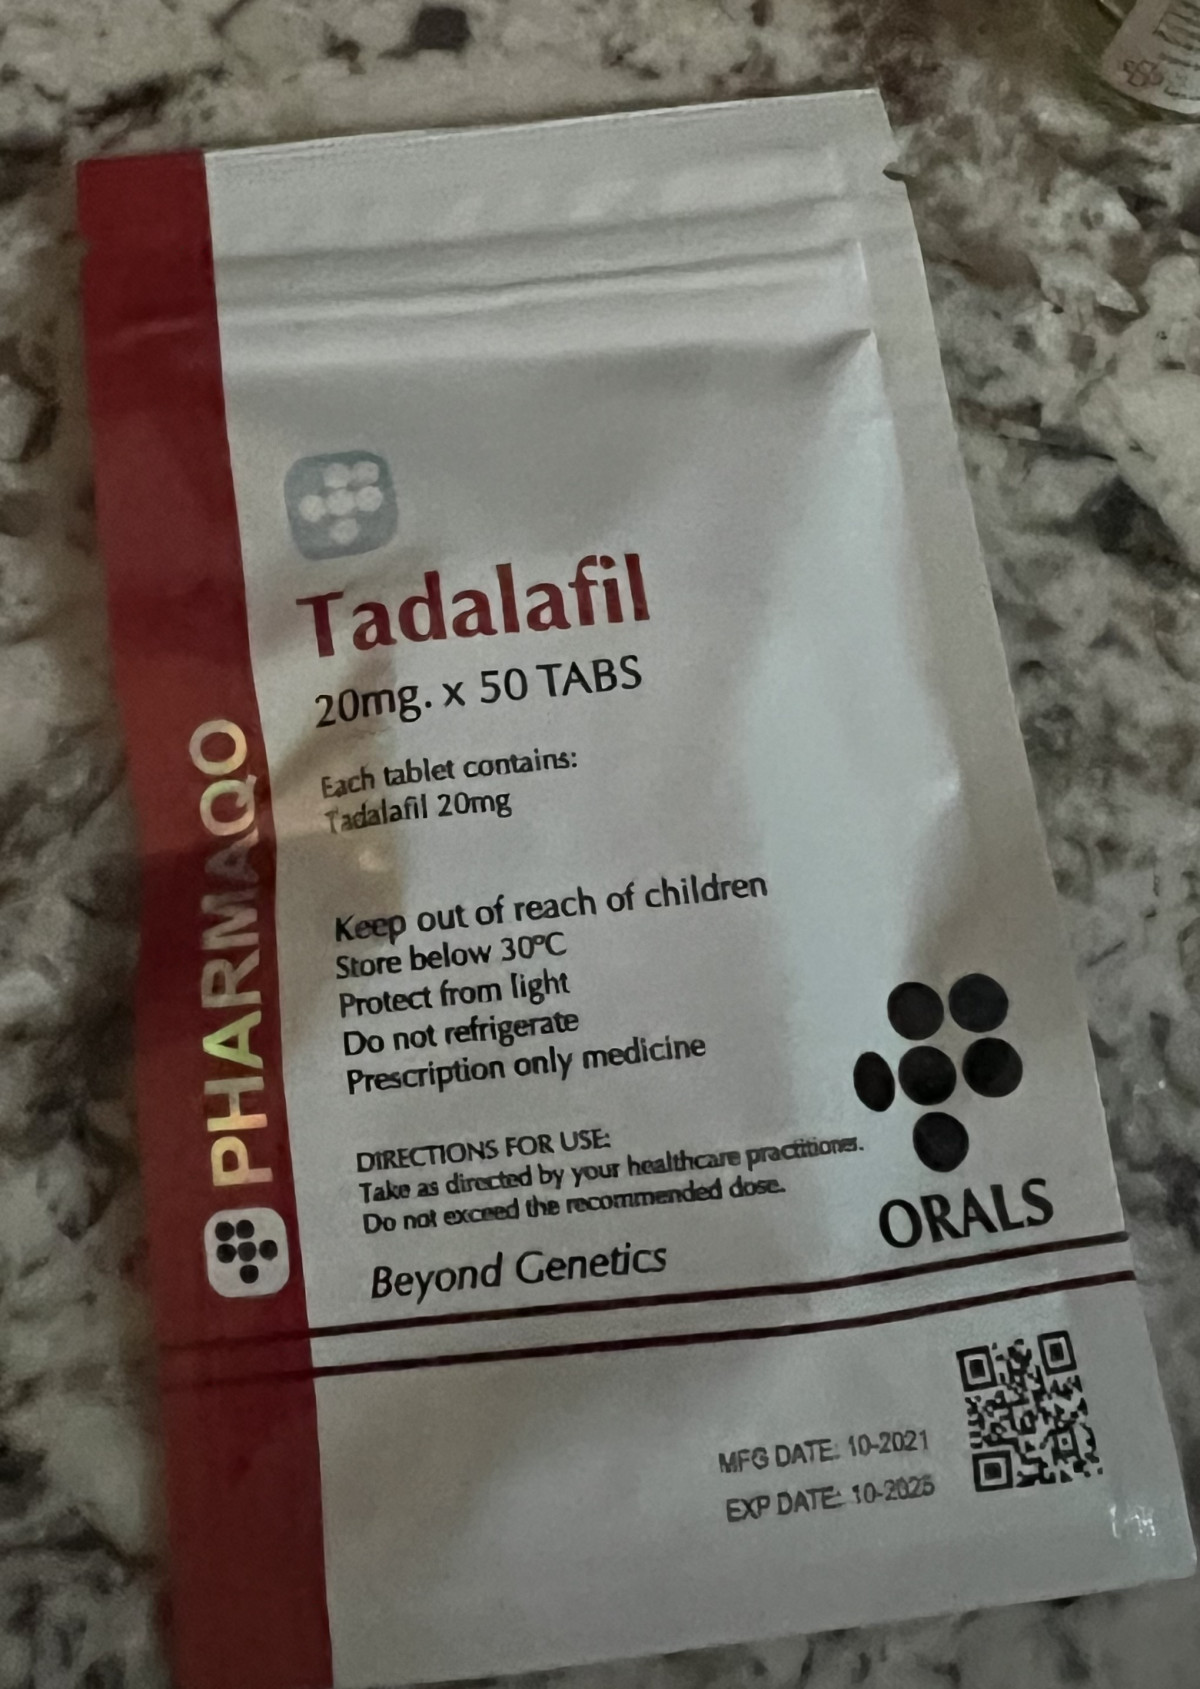 PHARMAQO
Tadalafil
20mg. x 50 TABS
Each tablet contains:
Tadalafil 20mg
Keep out of reach of children
Store below 30ºC
Protect from light
Do not refrigerate
Prescription only medicine
DIRECTIONS FOR USE:
Take as directed by your healthcare practitioner.
Do not exceed the recommended dose.
Beyond Genetics
ORALS
MFG DATE: 10-2021
EXP DATE: 10-2025